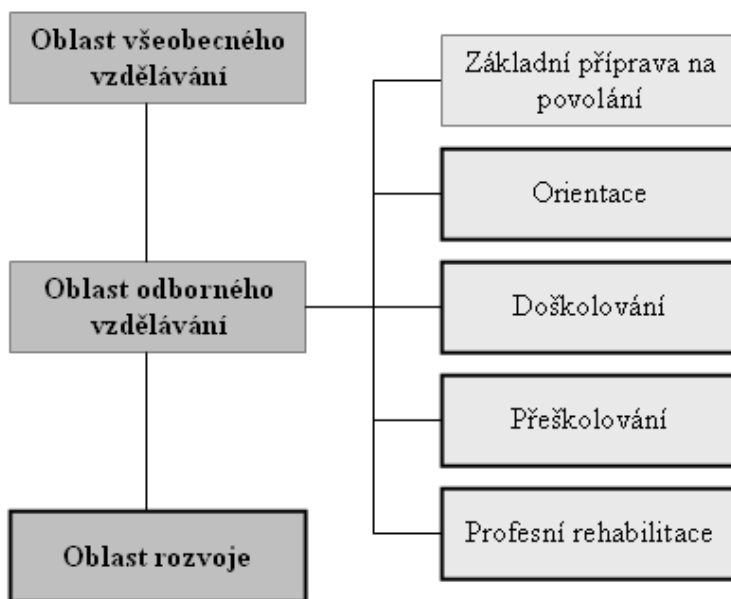 Oblast všeobecného
vzdělávání
Základní příprava na
povolání
Orientace
Oblast odborného
vzdělávání
Doškolování
Přeškolování
Profesní rehabilitace
Oblast rozvoje